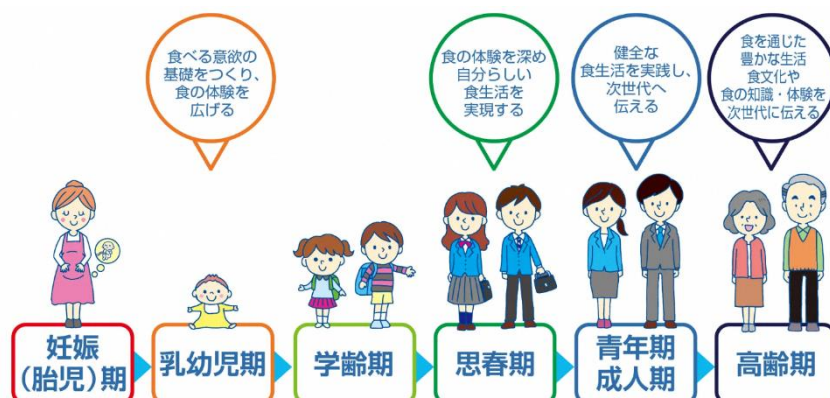 食べる意欲の
基礎をつくり、
食の体験を
広げる
食の体験を深め
自分らしい
食生活を
実現する
健全な
食生活を実践し、
次世代へ
伝える
食を通じた
豊かな生活
食文化や
食の知識・体験を
次世代に伝える
妊娠
(胎児)期
乳幼児期
学齢期
思春期
青年期
成人期
高齢期